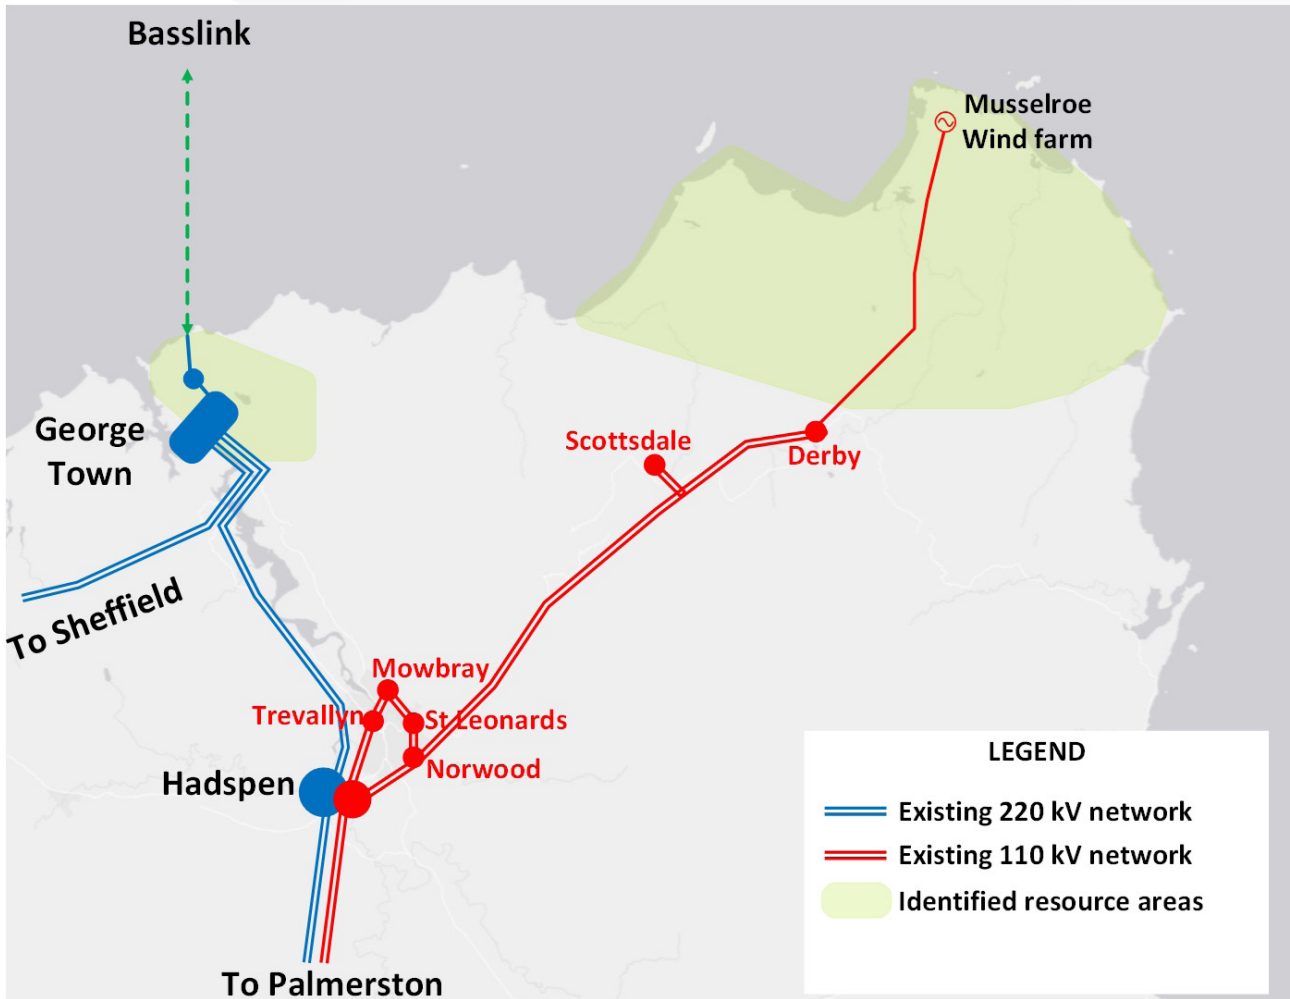 Basslink
Musselroe
Wind farm
George
Town
Scottsdale
Derby
To Sheffield
Mowbray
Trevallyn
St Leonards
Norwood
Hadspen
To Palmerston
LEGEND
Existing 220 kV network
Existing 110 kV network
Identified resource areas